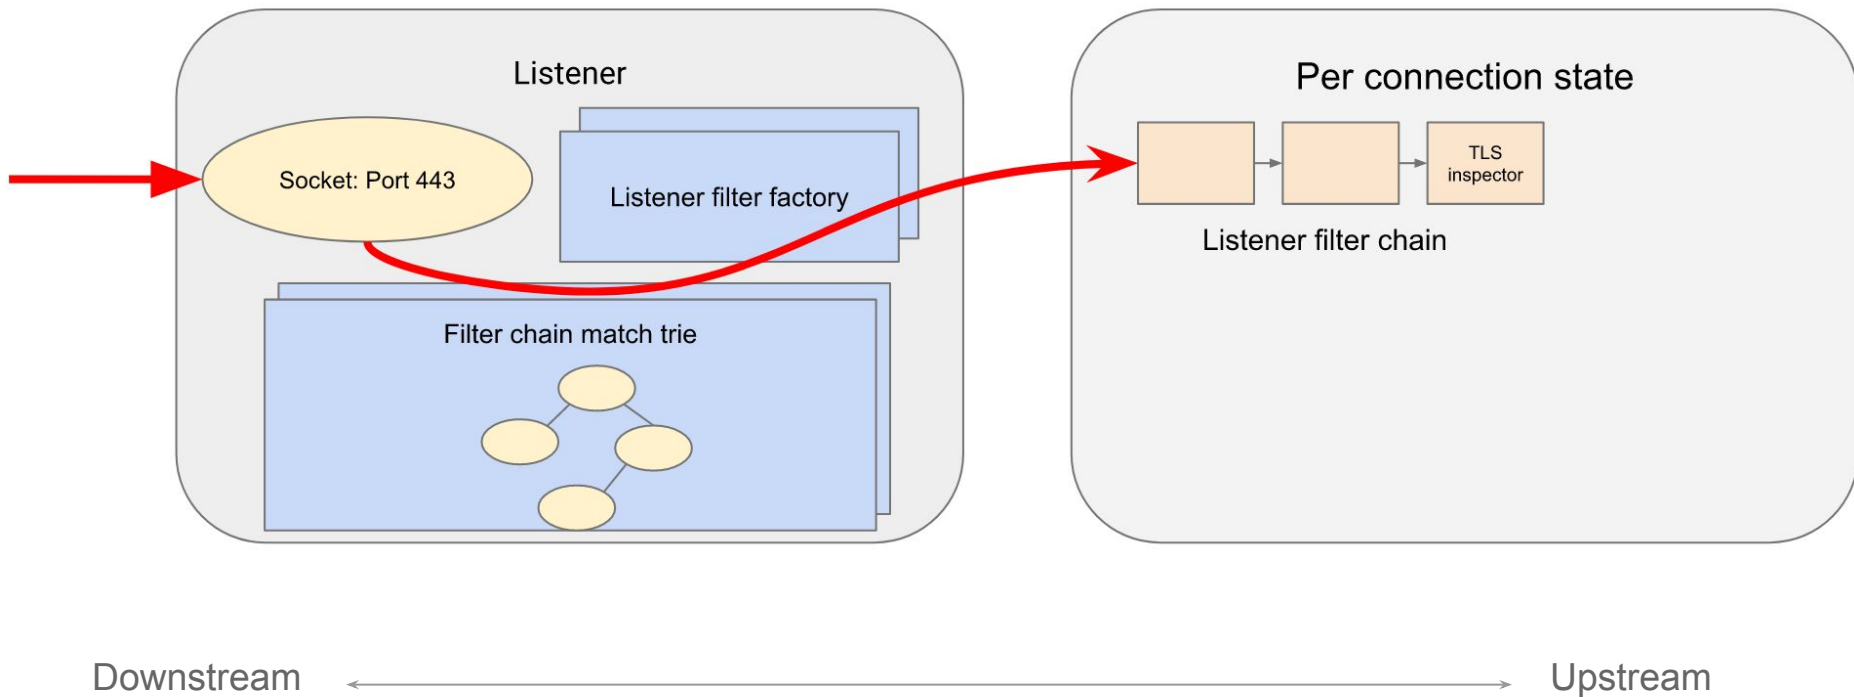 Listener
Per connection state
Socket: Port 443
Listener filter factory
TLS
inspector
Listener filter chain
Filter chain match trie
Downstream
Upstream